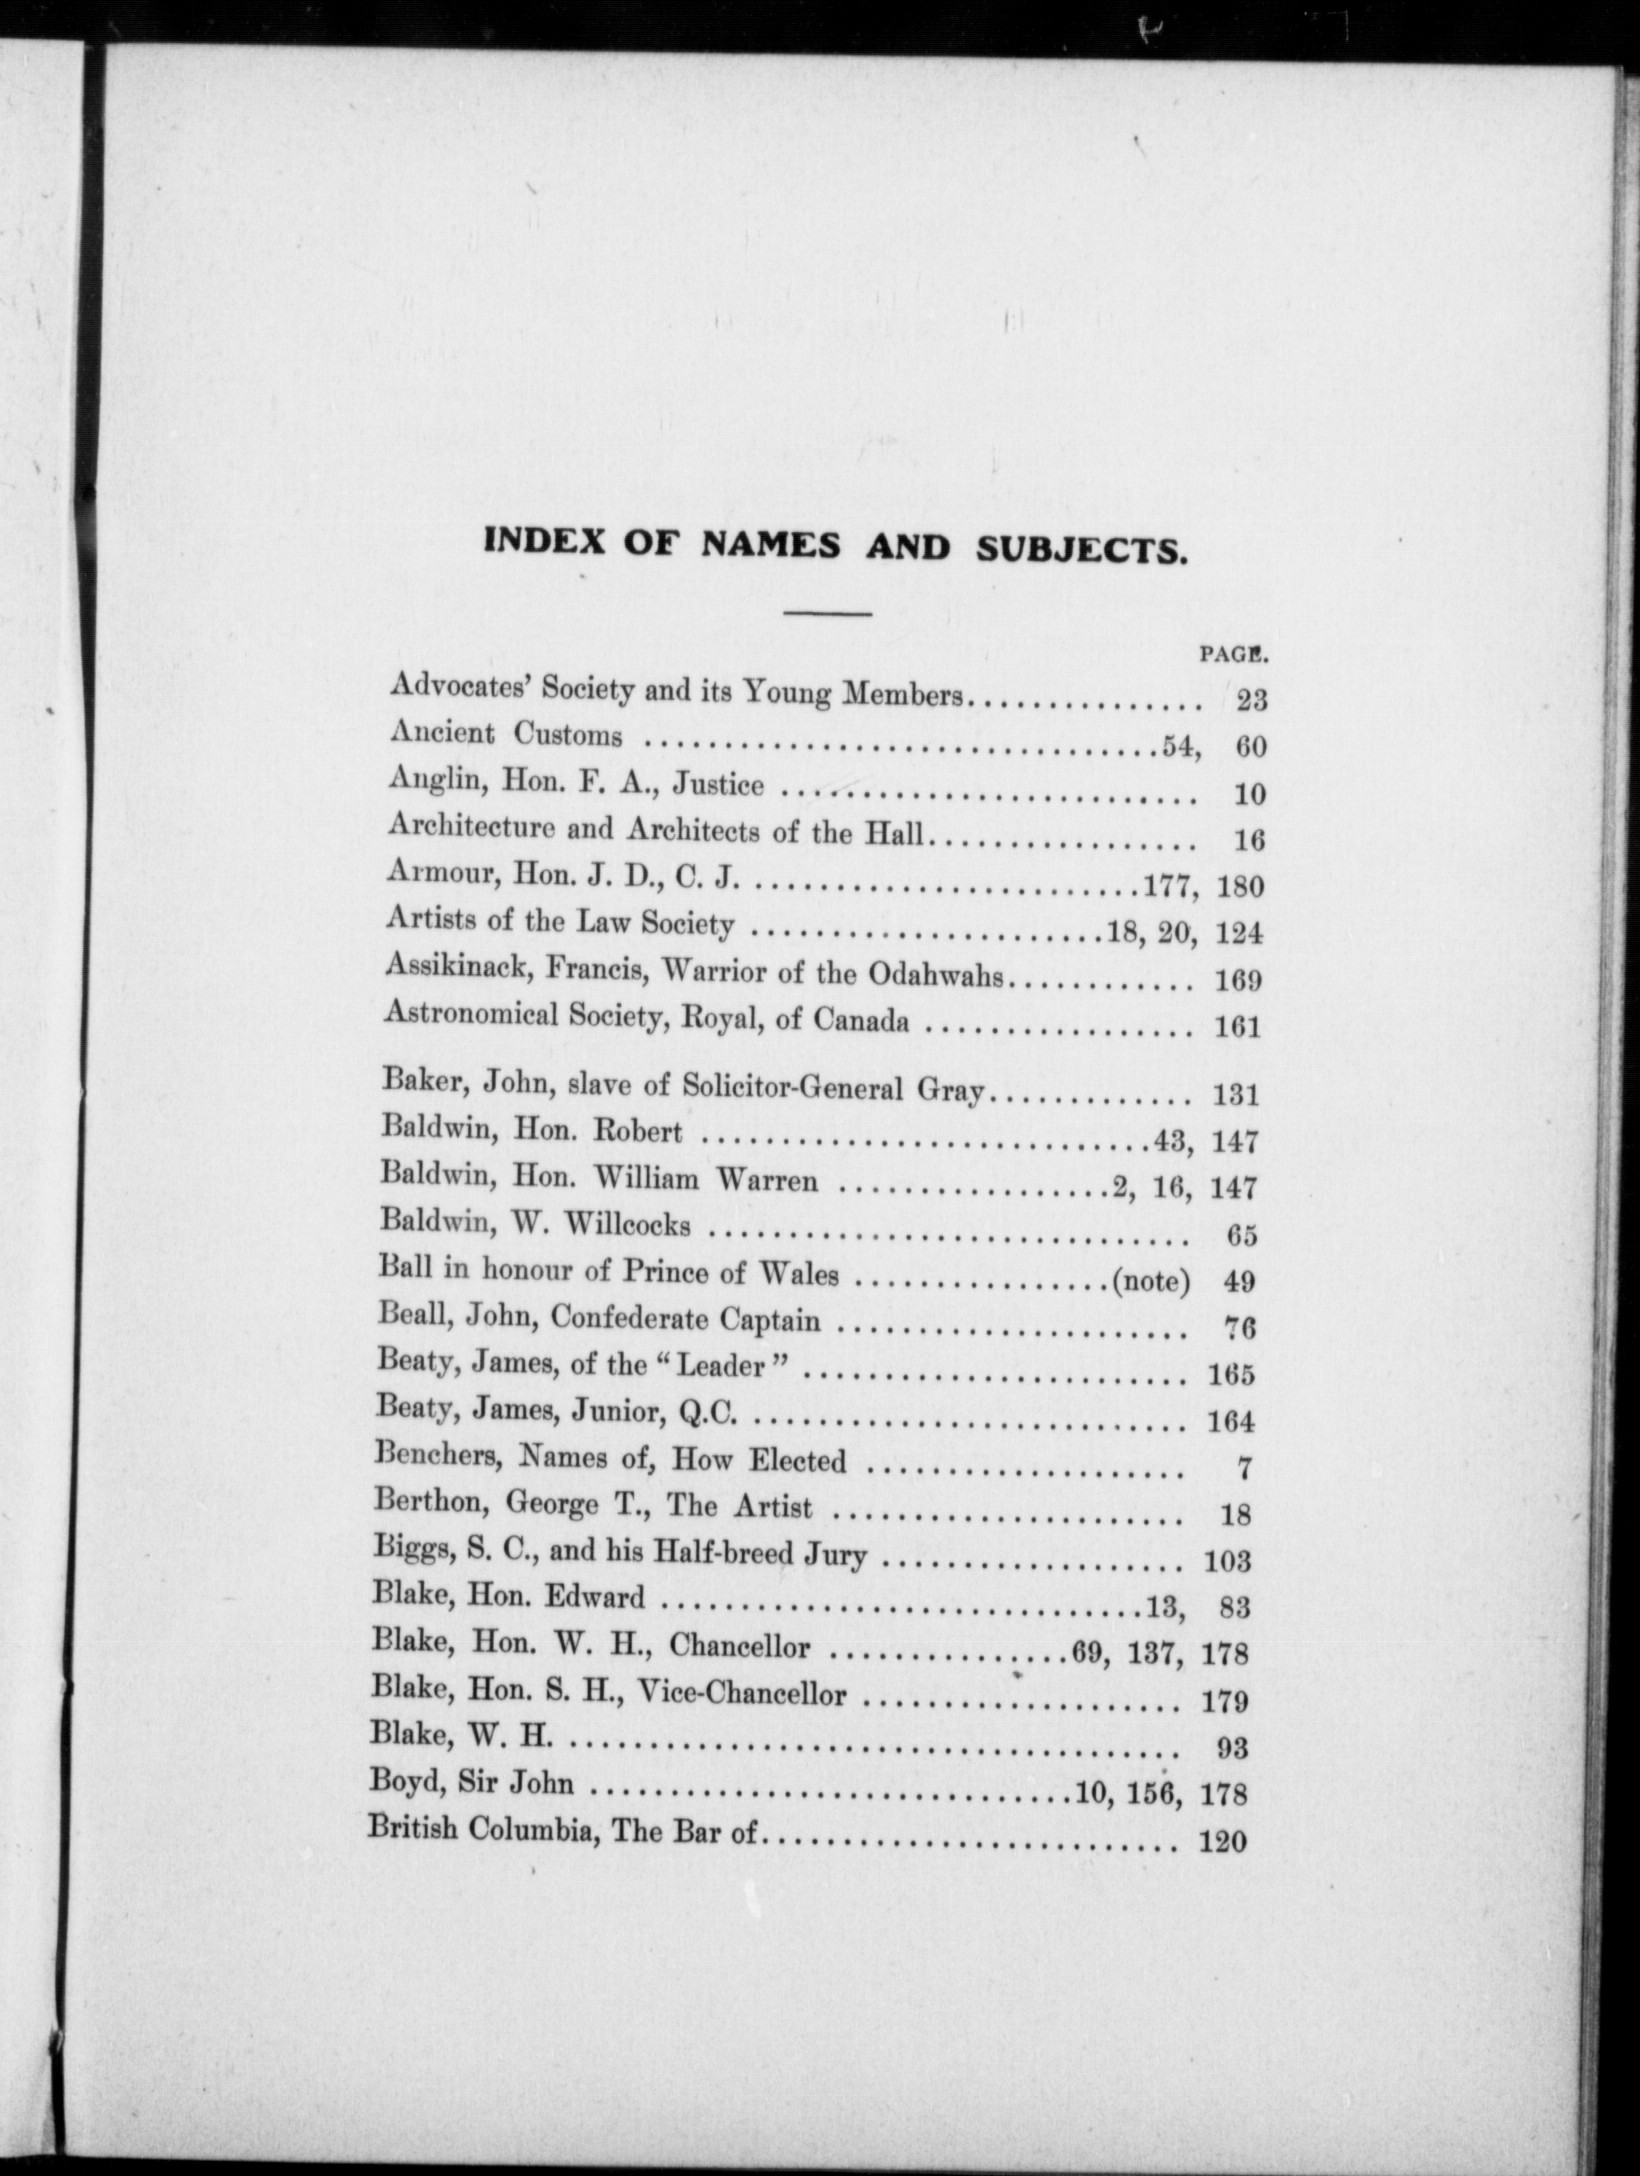 INDEX OF NAMES AND SUBJECTS.
PAGE.
Advocates' Society and its Young Members............... 23
Ancient Customs ................................54, 60
Anglin, Hon. F. A., Justice .......................... 10
Architecture and Architects of the Hall................. 16
Armour, Hon. J. D., C. J. ........................177, 180
Artists of the Law Society ......................18, 20, 124
Assikinack, Francis, Warrior of the Odahwahs............ 169
Astronomical Society, Royal, of Canada ................. 161
Baker, John, slave of Solicitor-General Gray............. 131
Baldwin, Hon. Robert ............................43, 147
Baldwin, Hon. William Warren .................2, 16, 147
Baldwin, W. Willcocks .............................. 65
Ball in honour of Prince of Wales ................(note) 49
Beall, John, Confederate Captain ...................... 76
Beaty, James, of the “Leader” ........................ 165
Beaty, James, Junior, Q.C. ........................... 164
Benchers, Names of, How Elected .................... 7
Berthon, George T., The Artist ...................... 18
Biggs, S. C., and his Half-breed Jury ................... 103
Blake, Hon. Edward ..............................13, 83
Blake, Hon. W. H., Chancellor ...............69, 137, 178
Blake, Hon. S. H., Vice-Chancellor .................... 179
Blake, W. H. ...................................... 93
Boyd, Sir John ..............................10, 156, 178
British Columbia, The Bar of.......................... 120